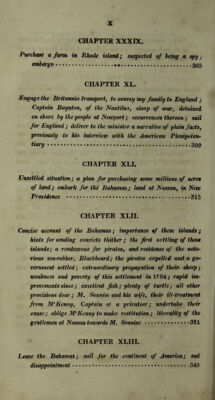 x
CHAPTER XXXIX.
Purchase a farm in Rhode island; suspected of being a spy;
embargo 305
CHAPTER XL.
Engage the Britannia transport, to convey my family to England;
Captain Boynton, of the Nautilus, sloop of war, detained
on shore by the people at Newport; occurrences thereon; sail
for England; deliver to the minister a narrative of plain facts,
previously to his interview with the American Plenipoten-
tiary 309
CHAPTER XLI.
Unsettled situation; a plan for purchasing some millions of acres
of land; embark for the Bahamas; land at Nassau, in New
Providence 315
CHAPTER XLII.
Concise account of the Bahamas; importance of these islands;
hints for sending convicts thither; the first settling of those
islands; a rendezvous for pirates, and residence of the noto-
rious sea-robber, Blackbeard; the pirates expelled and a go-
vernment settled; extraordinary propagation of their sheep;
weakness and poverty of this settlement in 1784; rapid im-
provements since; excellent fish; plenty of turtle; all other
provisions dear; M. Sonnise and his wife, their ill-treatment
from M'Kenny, Captain of a privateer; undertake their
cause; oblige M'Kenny to make restitution; liberality of the
gentlemen of Nassau towards M. Sonnise 321
CHAPTER XLIII.
Leave the Bahamas; sail for the continent of America; sad
disappointment 345